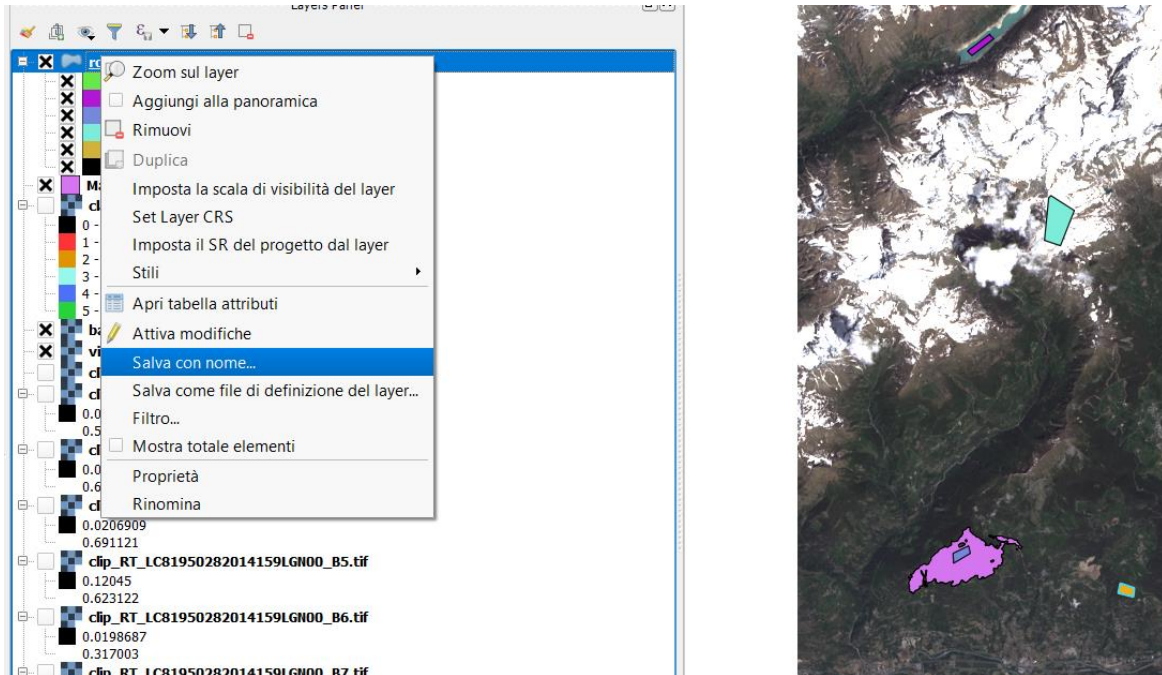 Layers Panel
Zoom sul layer
Aggiungi alla panoramica
Rimuovi
Duplica
Imposta la scala di visibilità del layer
Set Layer CRS
Imposta il SR del progetto dal layer
Stili
Apri tabella attributi
Attiva modifiche
Salva con nome...
Salva come file di definizione del layer...
Filtro...
Mostra totale elementi
Proprietà
Rinomina
0 -
1 -
2 -
3 -
4 -
5 -
0.0206909
0.691121
clip_RT_LC81950282014159LGN00_B5.tif
0.12045
0.623122
clip_RT_LC81950282014159LGN00_B6.tif
0.0198687
0.317003
clip_RT_LC81950282014159LGN00_B7.tif